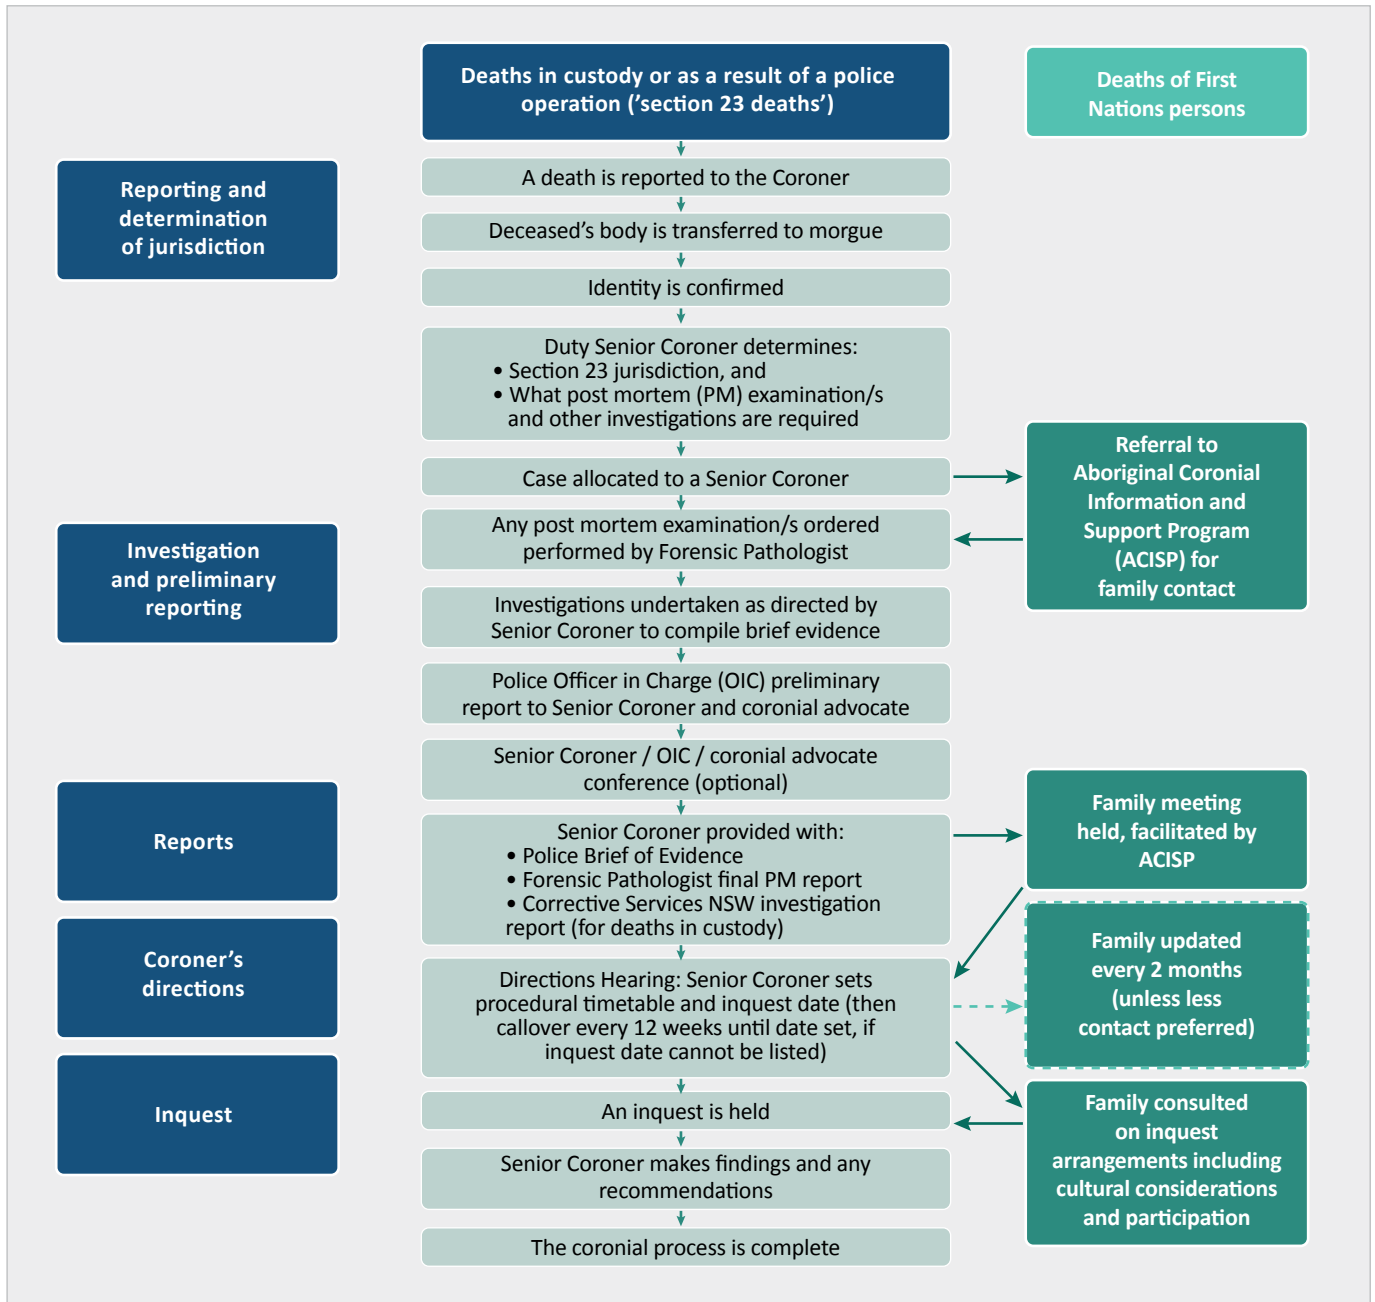 Deaths in custody or as a result of a police
operation (’section 23 deaths’)
Deaths of First
Nations persons
Reporting and
determination
of jurisdiction
A death is reported to the Coroner
Deceased’s body is transferred to morgue
Identity is confirmed
Duty Senior Coroner determines:
• Section 23 jurisdiction, and
• What post mortem (PM) examination/s
and other investigations are required
Case allocated to a Senior Coroner
Referral to
Aboriginal Coronial
Information and
Support Program
(ACISP) for
family contact
Investigation
and preliminary
reporting
Any post mortem examination/s ordered
performed by Forensic Pathologist
Investigations undertaken as directed by
Senior Coroner to compile brief evidence
Police Officer in Charge (OIC) preliminary
report to Senior Coroner and coronial advocate
Senior Coroner / OIC / coronial advocate
conference (optional)
Reports
Senior Coroner provided with:
• Police Brief of Evidence
• Forensic Pathologist final PM report
• Corrective Services NSW investigation
report (for deaths in custody)
Family meeting
held, facilitated by
ACISP
Coroner’s
directions
Directions Hearing: Senior Coroner sets
procedural timetable and inquest date (then
callover every 12 weeks until date set, if
inquest date cannot be listed)
Family updated
every 2 months
(unless less
contact preferred)
Inquest
An inquest is held
Senior Coroner makes findings and any
recommendations
The coronial process is complete
Family consulted
on inquest
arrangements including
cultural considerations
and participation